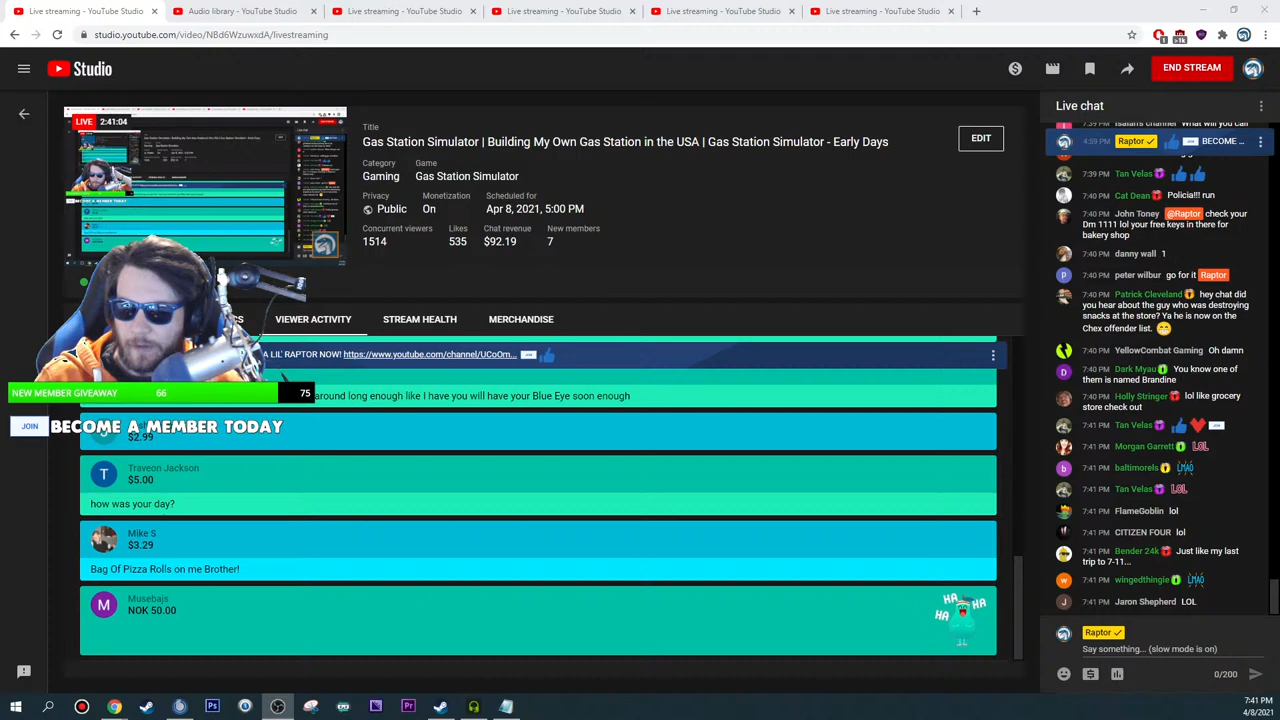 Live streaming - YouTube Studio
Audio library - YouTube Studio
Live streaming - YouTube Studio
Live streaming - YouTube Studio
Live streaming - YouTube Studio
Live streaming - YouTube Studio
studio.youtube.com/video/NBd6WzuwxdA/livestreaming
1
>1k
Studio
END STREAM
LIVE
2:41:04
Title
Gas Station Simulator | Building My Own Gas Station in the USA | Gas Station Simulator
EDIT
Category
Game
Gaming
Gas Station Simulator
Privacy
Monetization
Scheduled for
Public
On
Apr 8, 2021, 5:00 PM
Concurrent viewers
Likes
Chat revenue
New members
1514
535
$92.19
7
VIEWER ACTIVITY
STREAM HEALTH
MERCHANDISE
A LIL' RAPTOR NOW! https://www.youtube.com/channel/UCoOm...
JOIN
around long enough like I have you will have your Blue Eye soon enough
NEW MEMBER GIVEAWAY
66
75
JOIN
BECOME A MEMBER TODAY
$2.99
T
Traveon Jackson
$5.00
how was your day?
Mike S
$3.29
Bag Of Pizza Rolls on me Brother!
M
Musebajs
NOK 50.00
HA HA HA
Live chat
4:59 PM Raptor BECOME ...
7:39 PM Tan Velas
7:40 PM Cat Dean Policia!!! run
7:40 PM John Toney @Raptor check your
Dm 1111 lol your free keys in there for
bakery shop
7:40 PM danny wall 1
7:40 PM peter wilbur go for it Raptor
7:40 PM Patrick Cleveland hey chat did
you hear about the guy who was destroying
snacks at the store? Ya he is now on the
Chex offender list.
7:40 PM YellowCombat Gaming Oh damn
7:40 PM Dark Myau You know one
of them is named Brandine
7:40 PM Holly Stringer lol like grocery
store check out
7:41 PM Tan Velas
7:41 PM Morgan Garrett LOL
7:41 PM baltimorels LMAO
7:41 PM Tan Velas LOL
7:41 PM FlameGoblin lol
7:41 PM CITIZEN FOUR lol
7:41 PM Bender 24k Just like my last
trip to 7-11...
7:41 PM wingedthingie LMAO
7:41 PM Jaron Shepherd LOL
Raptor
Say something... (slow mode is on)
0/200
7:41 PM
4/8/2021